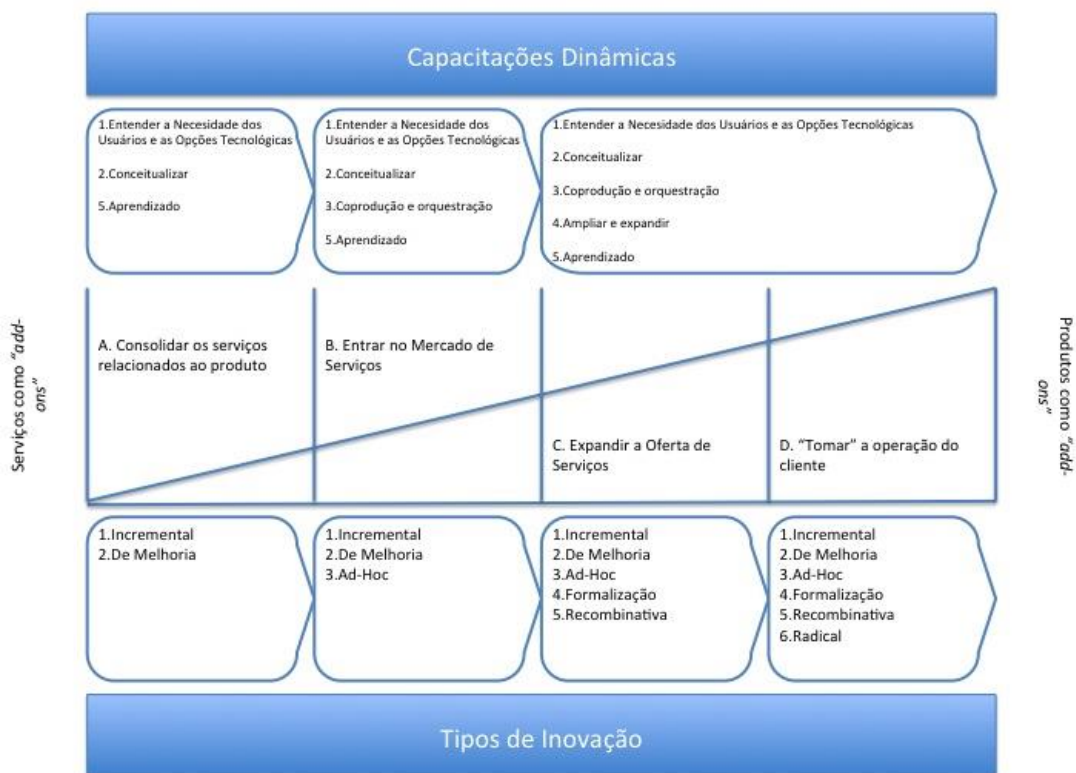 Capacitações Dinâmicas
1.Entender a Necesidade dos
Usuários e as Opções Tecnológicas
2.Conceitualizar
5.Aprendizado
1.Entender a Necesidade dos
Usuários e as Opções Tecnológicas
2.Conceitualizar
3.Coprodução e orquestração
5.Aprendizado
1.Entender a Necesidade dos Usuários e as Opções Tecnológicas
2.Conceitualizar
3.Coprodução e orquestração
4.Ampliar e expandir
5.Aprendizado
Serviços como "add-
ons"
A. Consolidar os serviços
relacionados ao produto
B. Entrar no Mercado de
Serviços
C. Expandir a Oferta de
Serviços
D. "Tomar" a operação do
cliente
Produtos como "add-
ons"
1.Incremental
2.De Melhoria
1.Incremental
2.De Melhoria
3.Ad-Hoc
1.Incremental
2.De Melhoria
3.Ad-Hoc
4.Formalização
5.Recombinativa
1.Incremental
2.De Melhoria
3.Ad-Hoc
4.Formalização
5.Recombinativa
6.Radical
Tipos de Inovação